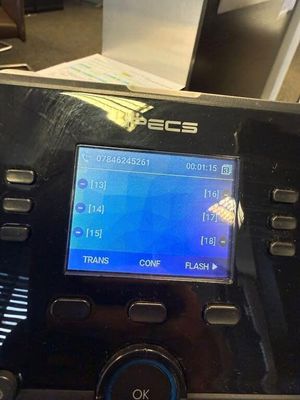 iPECS
07846245261 00:01:15
[13] [16]
[14] [17]
[15] [18]
TRANS CONF FLASH ▶
OK